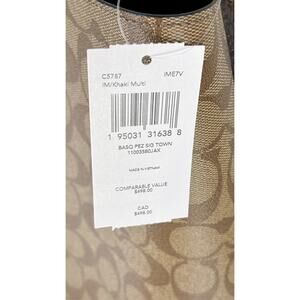 C5787 IME7V
IM/Khaki Multi
1 95031 31638 8
BASQ PEZ SIG TOWN
11003580JAX
MADE IN VIETNAM
COMPARABLE VALUE
$498.00
CAD
$498.00